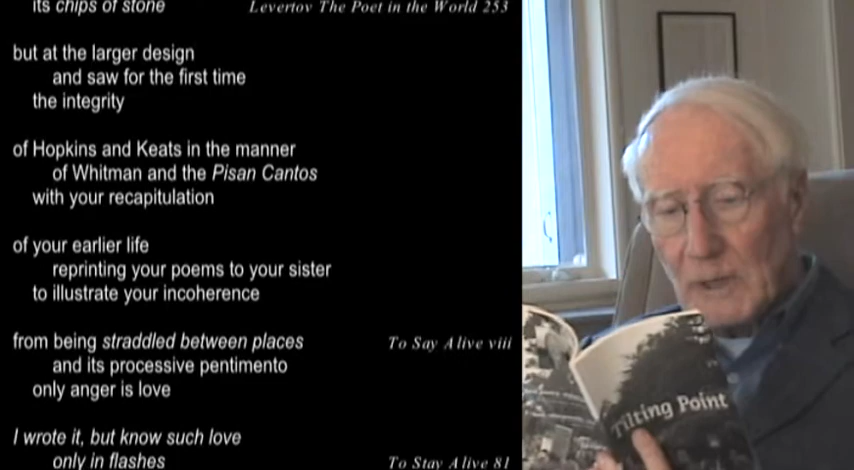 its chips of stone Levertov The Poet in the World 253
but at the larger design
and saw for the first time
the integrity
of Hopkins and Keats in the manner
of Whitman and the Pisan Cantos
with your recapitulation
of your earlier life
reprinting your poems to your sister
to illustrate your incoherence
from being straddled between places To Say Alive viii
and its processive pentimento
only anger is love
I wrote it, but know such love
only in flashes To Stay Alive 81
Tilting Point